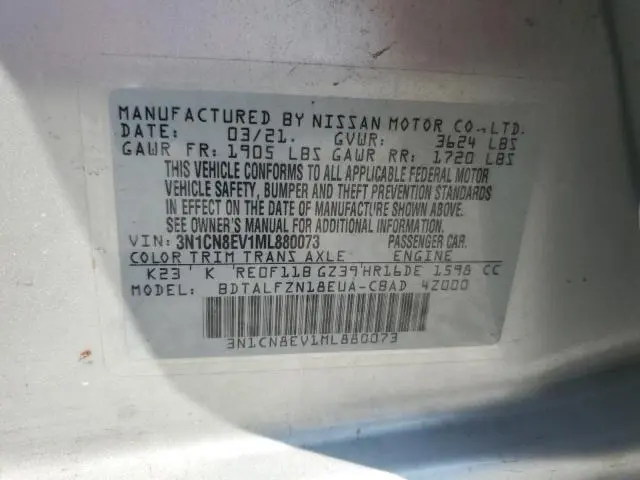 MANUFACTURED BY NISSAN MOTOR CO.,LTD.
DATE: 03/21. GVWR: 3624 LBS
GAWR FR: 1905 LBS GAWR RR: 1720 LBS
THIS VEHICLE CONFORMS TO ALL APPLICABLE FEDERAL MOTOR
VEHICLE SAFETY, BUMPER AND THEFT PREVENTION STANDARDS
IN EFFECT ON THE DATE OF MANUFACTURE SHOWN ABOVE.
SEE OWNER'S MANUAL FOR ADDITIONAL INFORMATION.
VIN: 3N1CN8EV1ML880073 PASSENGER CAR.
COLOR TRIM TRANS AXLE ENGINE
K23 K RE0F11B GZ39 HR16DE 1598 CC
MODEL: BDTALFZN18EUA-C8AD 4Z000
3N1CN8EV1ML880073